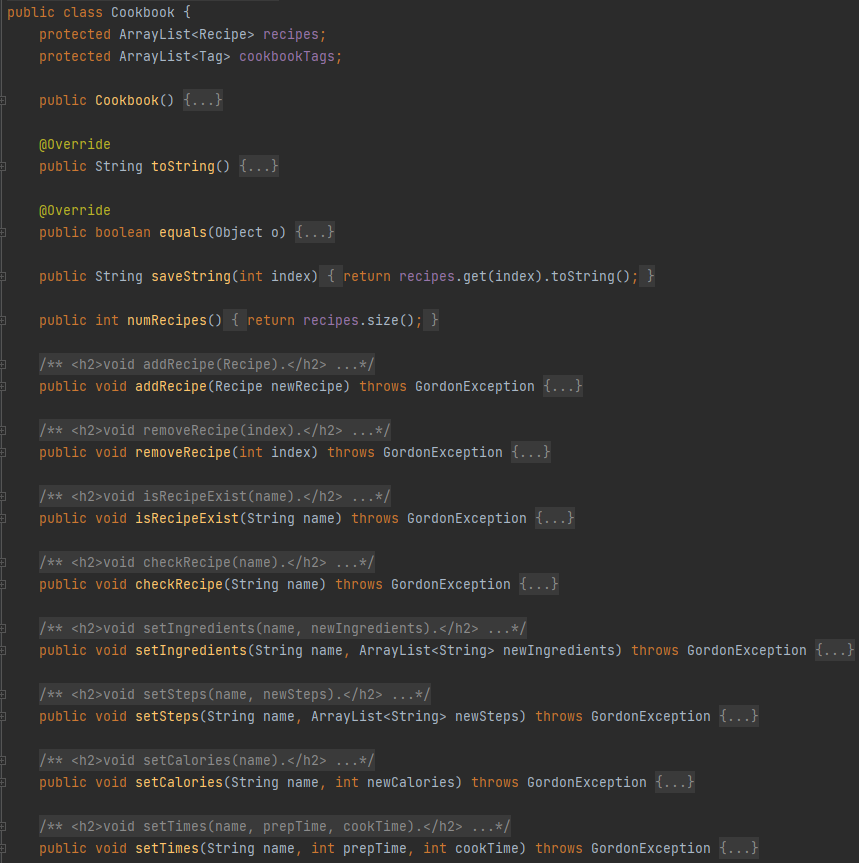 public class Cookbook {
protected ArrayList<Recipe> recipes;
protected ArrayList<Tag> cookbookTags;
public Cookbook() {...}
@Override
public String toString() {...}
@Override
public boolean equals(Object o) {...}
public String saveString(int index) { return recipes.get(index).toString(); }
public int numRecipes() { return recipes.size(); }
/** <h2>void addRecipe(Recipe).</h2> ...*/
public void addRecipe(Recipe newRecipe) throws GordonException {...}
/** <h2>void removeRecipe(index).</h2> ...*/
public void removeRecipe(int index) throws GordonException {...}
/** <h2>void isRecipeExist(name).</h2> ...*/
public void isRecipeExist(String name) throws GordonException {...}
/** <h2>void checkRecipe(name).</h2> ...*/
public void checkRecipe(String name) throws GordonException {...}
/** <h2>void setIngredients(name, newIngredients).</h2> ...*/
public void setIngredients(String name, ArrayList<String> newIngredients) throws GordonException {...}
/** <h2>void setSteps(name, newSteps).</h2> ...*/
public void setSteps(String name, ArrayList<String> newSteps) throws GordonException {...}
/** <h2>void setCalories(name).</h2> ...*/
public void setCalories(String name, int newCalories) throws GordonException {...}
/** <h2>void setTimes(name, prepTime, cookTime).</h2> ...*/
public void setTimes(String name, int prepTime, int cookTime) throws GordonException {...}